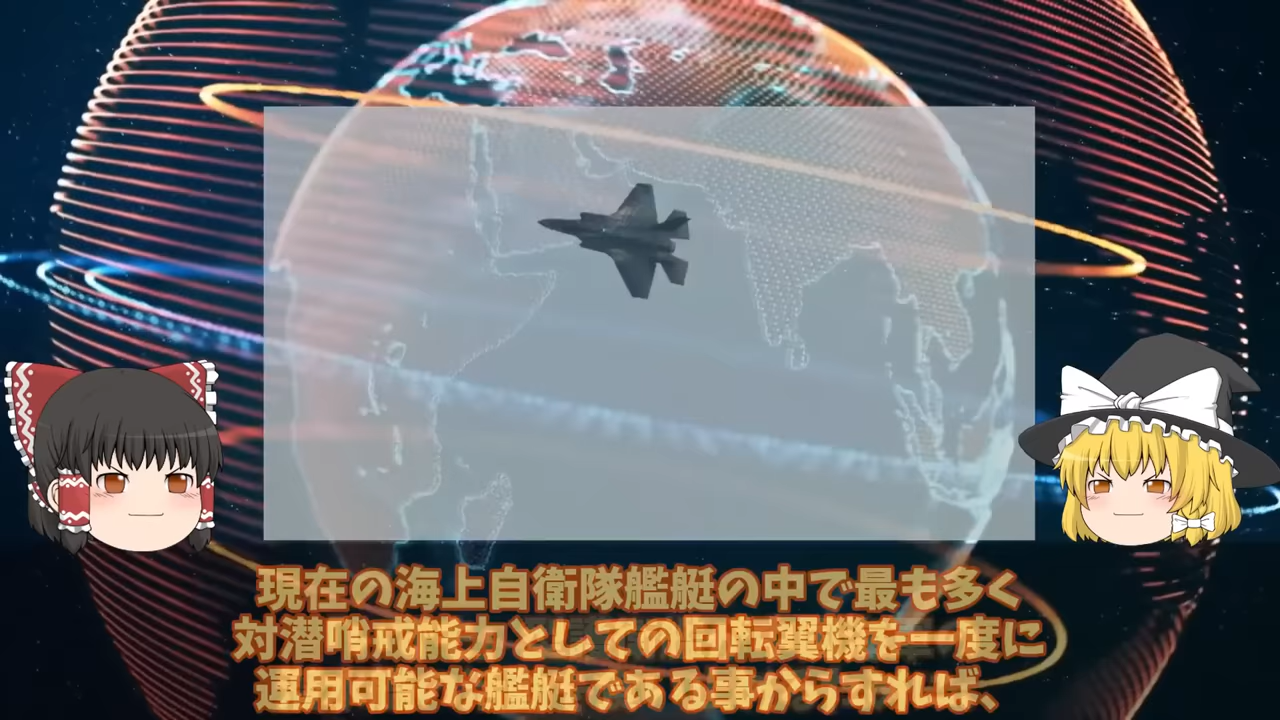 現在の海上自衛隊艦艇の中で最も多く
対潜哨戒能力としての回転翼機を一度に
運用可能な艦艇である事からすれば、